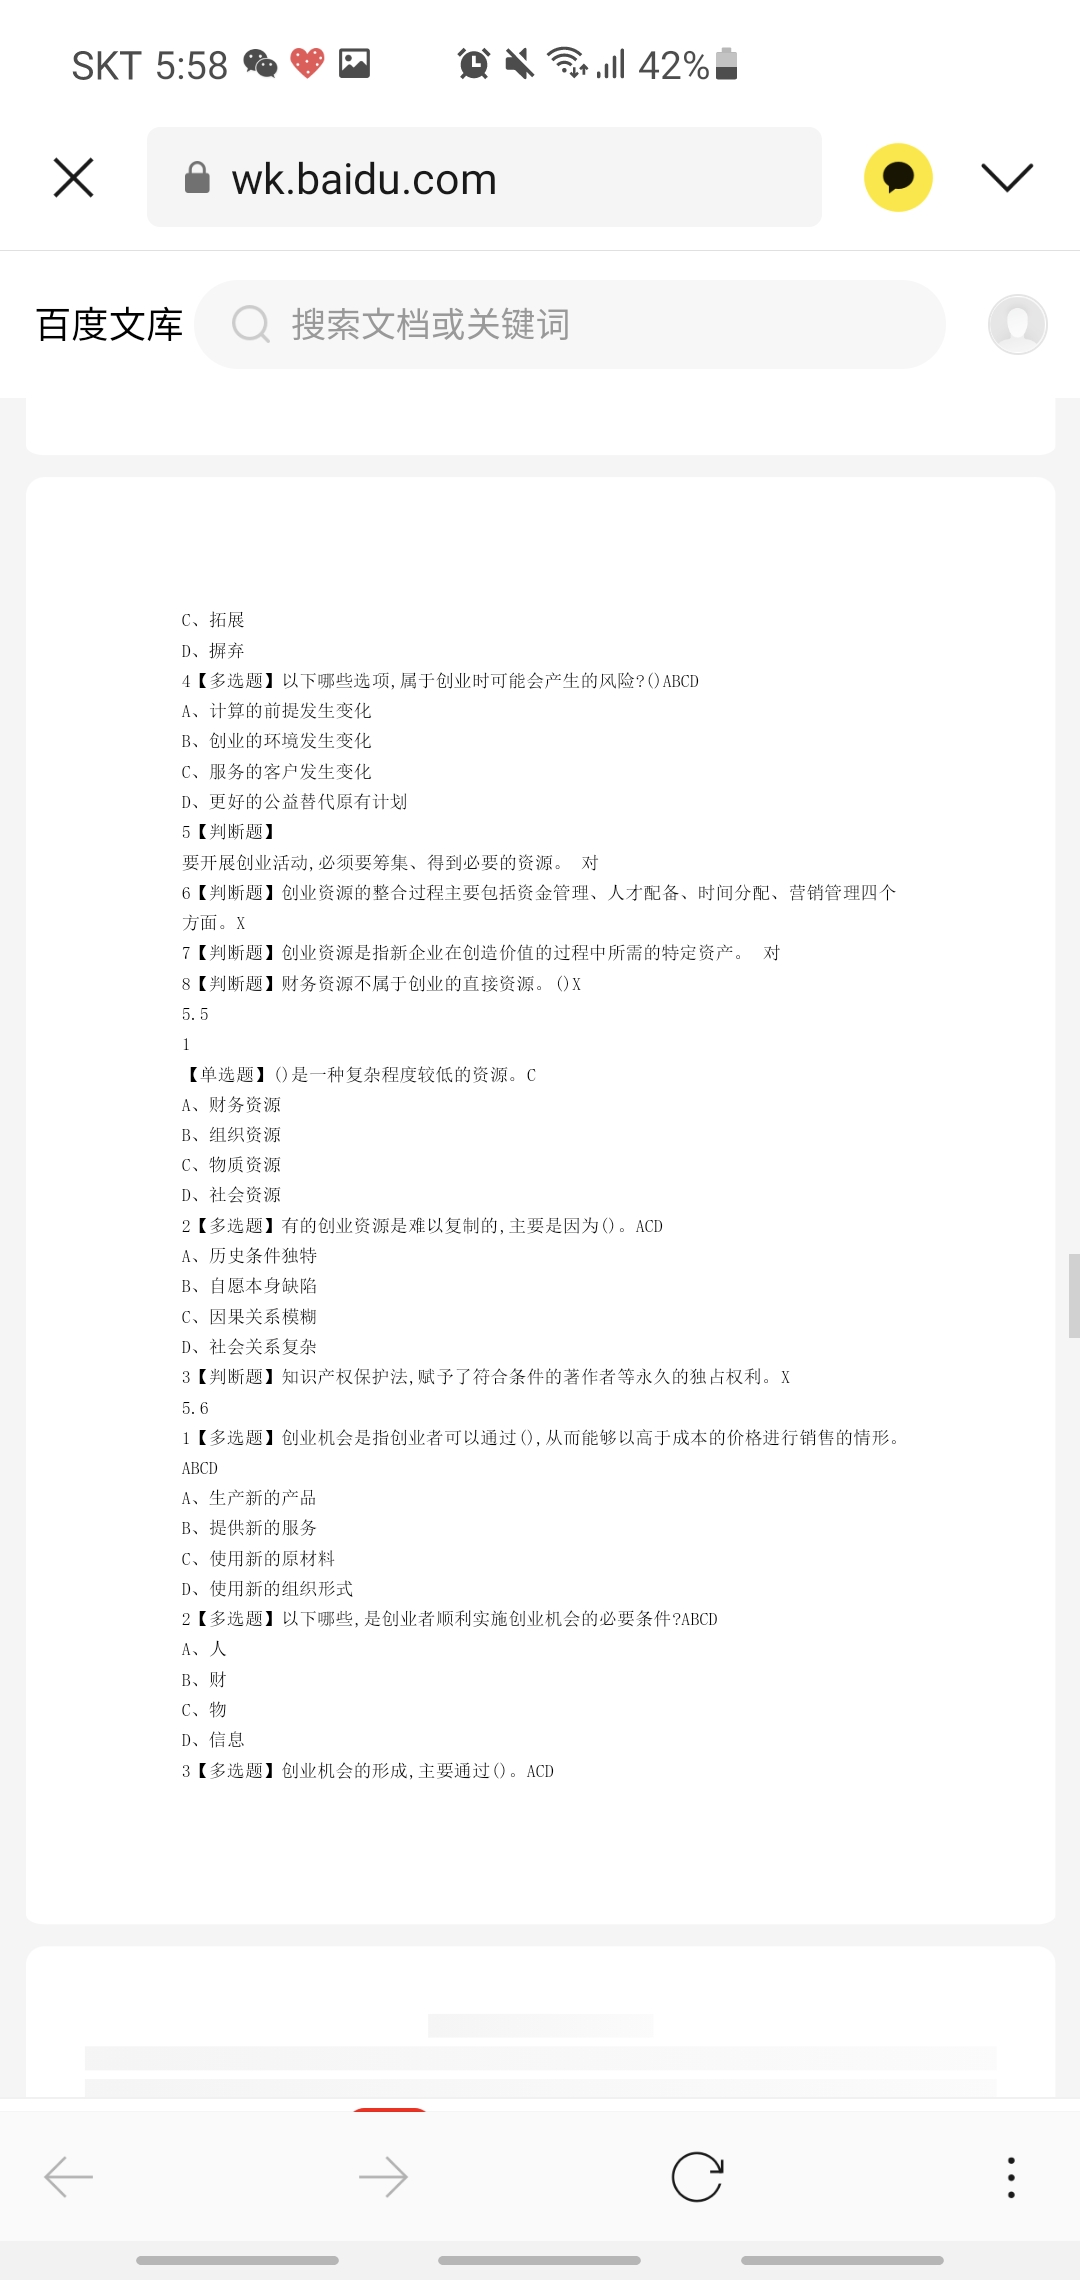 SKT 5:58 42%
wk.baidu.com
百度文库 搜索文档或关键词
C、拓展
D、摒弃
4【多选题】以下哪些选项,属于创业时可能会产生的风险?()ABCD
A、计算的前提发生变化
B、创业的环境发生变化
C、服务的客户发生变化
D、更好的公益替代原有计划
5【判断题】
要开展创业活动,必须要筹集、得到必要的资源。 对
6【判断题】创业资源的整合过程主要包括资金管理、人才配备、时间分配、营销管理四个
方面。X
7【判断题】创业资源是指新企业在创造价值的过程中所需的特定资产。 对
8【判断题】财务资源不属于创业的直接资源。()X
5.5
1
【单选题】()是一种复杂程度较低的资源。C
A、财务资源
B、组织资源
C、物质资源
D、社会资源
2【多选题】有的创业资源是难以复制的,主要是因为()。ACD
A、历史条件独特
B、自愿本身缺陷
C、因果关系模糊
D、社会关系复杂
3【判断题】知识产权保护法,赋予了符合条件的著作者等永久的独占权利。X
5.6
1【多选题】创业机会是指创业者可以通过(),从而能够以高于成本的价格进行销售的情形。
ABCD
A、生产新的产品
B、提供新的服务
C、使用新的原材料
D、使用新的组织形式
2【多选题】以下哪些,是创业者顺利实施创业机会的必要条件?ABCD
A、人
B、财
C、物
D、信息
3【多选题】创业机会的形成,主要通过()。ACD